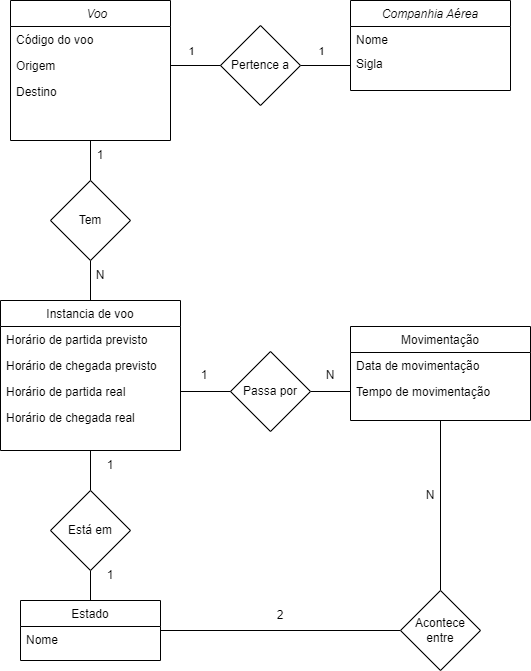 Voo
Código do voo
Origem
Destino
1
Pertence a
1
Companhia Aérea
Nome
Sigla
1
Tem
N
Instancia de voo
Horário de partida previsto
Horário de chegada previsto
Horário de partida real
Horário de chegada real
1
Passa por
N
Movimentação
Data de movimentação
Tempo de movimentação
1
Está em
1
N
Estado
Nome
2
Acontece
entre